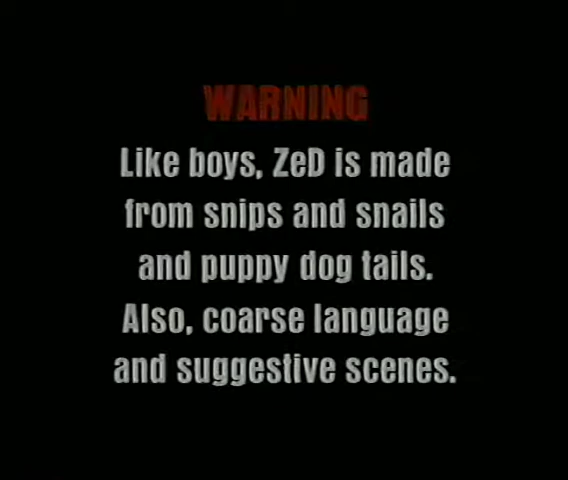 WARNING
Like boys, ZeD is made
from snips and snails
and puppy dog tails.
Also, coarse language
and suggestive scenes.